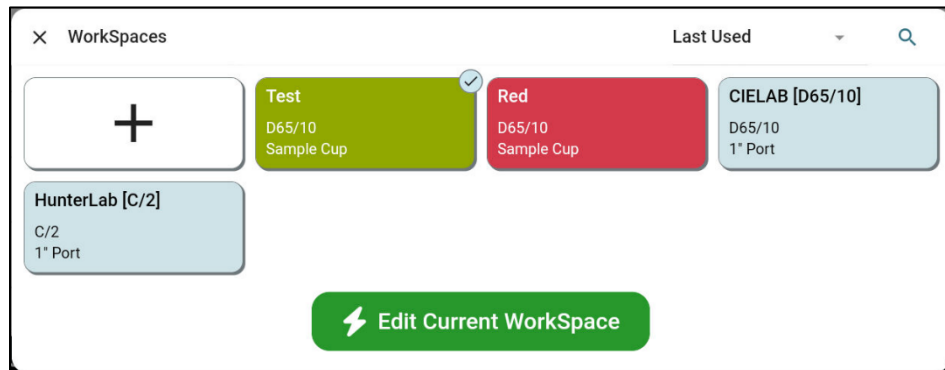 WorkSpaces
Last Used
Test
D65/10
Sample Cup
Red
D65/10
Sample Cup
CIELAB [D65/10]
D65/10
1" Port
HunterLab [C/2]
C/2
1" Port
Edit Current WorkSpace